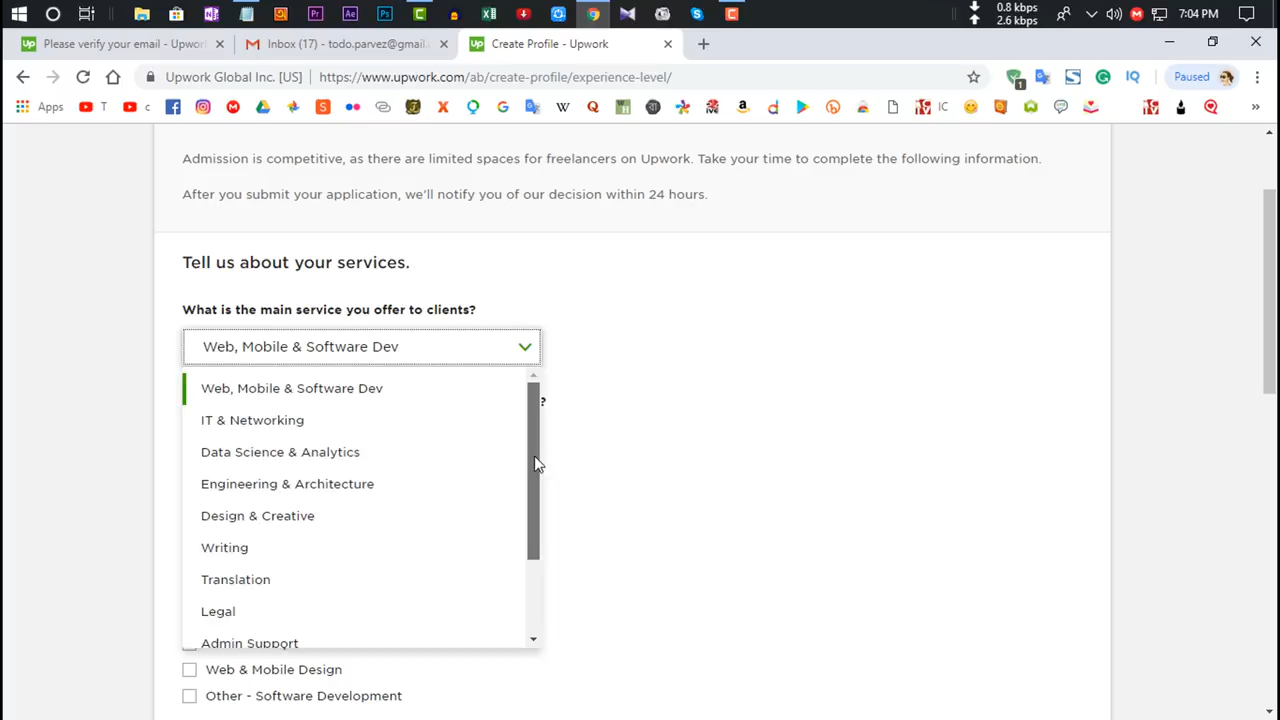 0.8 kbps
2.6 kbps
7:04 PM
Please verify your email - Upwor
Inbox (17) - todo.parvez@gmail.
Create Profile - Upwork
Upwork Global Inc. [US]
https://www.upwork.com/ab/create-profile/experience-level/
1
IQ
Paused
Apps
T
c
IC
»
Admission is competitive, as there are limited spaces for freelancers on Upwork. Take your time to complete the following information.
After you submit your application, we'll notify you of our decision within 24 hours.
Tell us about your services.
What is the main service you offer to clients?
Web, Mobile & Software Dev
Web, Mobile & Software Dev
?
IT & Networking
Data Science & Analytics
Engineering & Architecture
Design & Creative
Writing
Translation
Legal
Admin Support
Web & Mobile Design
Other - Software Development